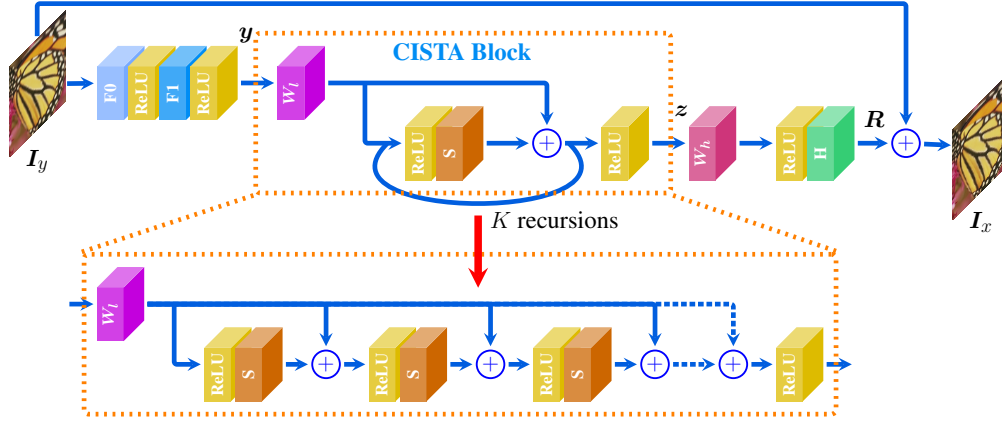 CISTA Block
I_y
F0
ReLU
F1
ReLU
y
W_l
ReLU
S
+
ReLU
z
W_h
ReLU
H
R
+
I_x
K recursions
W_l
ReLU
S
+
ReLU
S
+
ReLU
S
+
+
ReLU